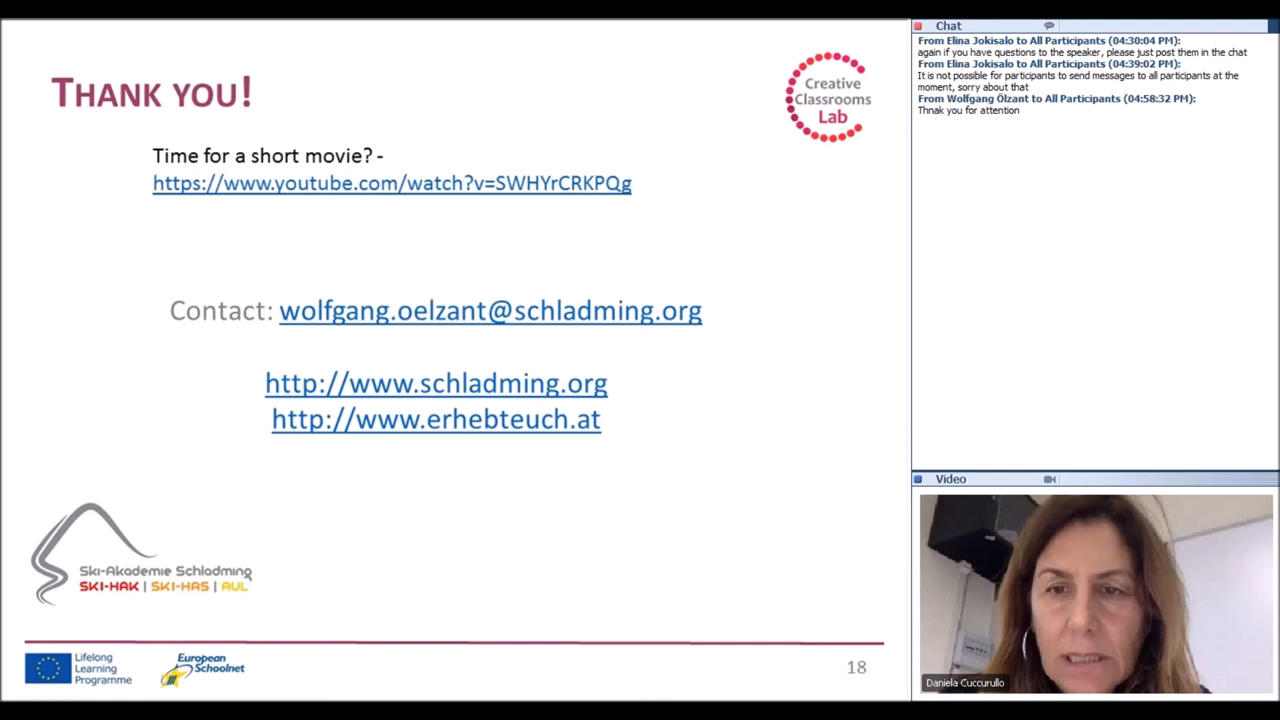 THANK YOU!
Creative
Classrooms
Lab
Time for a short movie? -
https://www.youtube.com/watch?v=SWHYrCRKPQg
Contact: wolfgang.oelzant@schladming.org
http://www.schladming.org
http://www.erhebteuch.at
Ski-Akademie Schladming
SKI-HAK | SKI-HAS | AUL
Lifelong
Learning
Programme
European
Schoolnet
18
Chat
From Elina Jokisalo to All Participants (04:30:04 PM):
again if you have questions to the speaker, please just post them in the chat
From Elina Jokisalo to All Participants (04:39:02 PM):
It is not possible for participants to send messages to all participants at the
moment, sorry about that
From Wolfgang Ölzant to All Participants (04:58:32 PM):
Thnak you for attention
Video
Daniela Cuccurullo